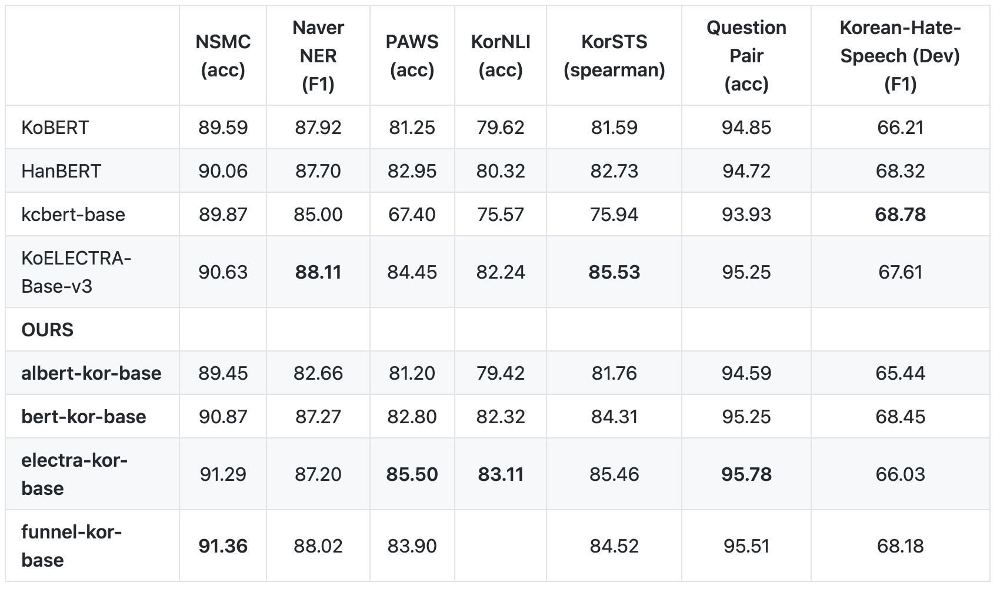 NSMC (acc) Naver NER (F1) PAWS (acc) KorNLI (acc) KorSTS (spearman) Question Pair (acc) Korean-Hate-Speech (Dev) (F1)
KoBERT 89.59 87.92 81.25 79.62 81.59 94.85 66.21
HanBERT 90.06 87.70 82.95 80.32 82.73 94.72 68.32
kcbert-base 89.87 85.00 67.40 75.57 75.94 93.93 68.78
KoELECTRA-Base-v3 90.63 88.11 84.45 82.24 85.53 95.25 67.61
OURS
albert-kor-base 89.45 82.66 81.20 79.42 81.76 94.59 65.44
bert-kor-base 90.87 87.27 82.80 82.32 84.31 95.25 68.45
electra-kor-base 91.29 87.20 85.50 83.11 85.46 95.78 66.03
funnel-kor-base 91.36 88.02 83.90 84.52 95.51 68.18